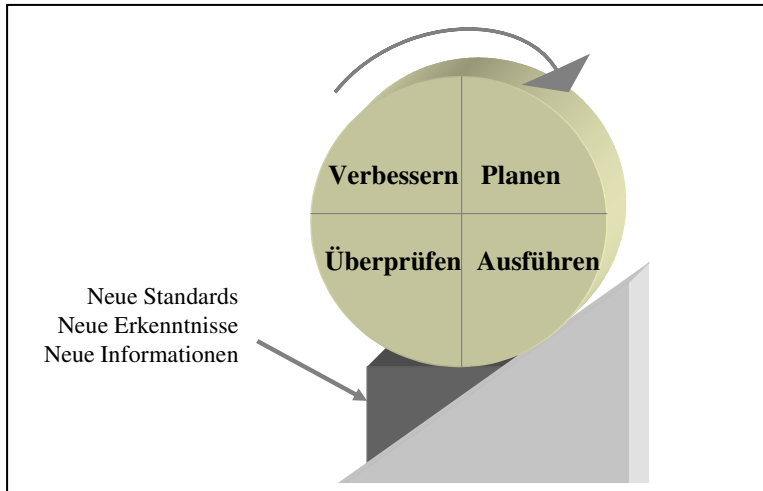 Verbessern Planen
Überprüfen Ausführen
Neue Standards
Neue Erkenntnisse
Neue Informationen